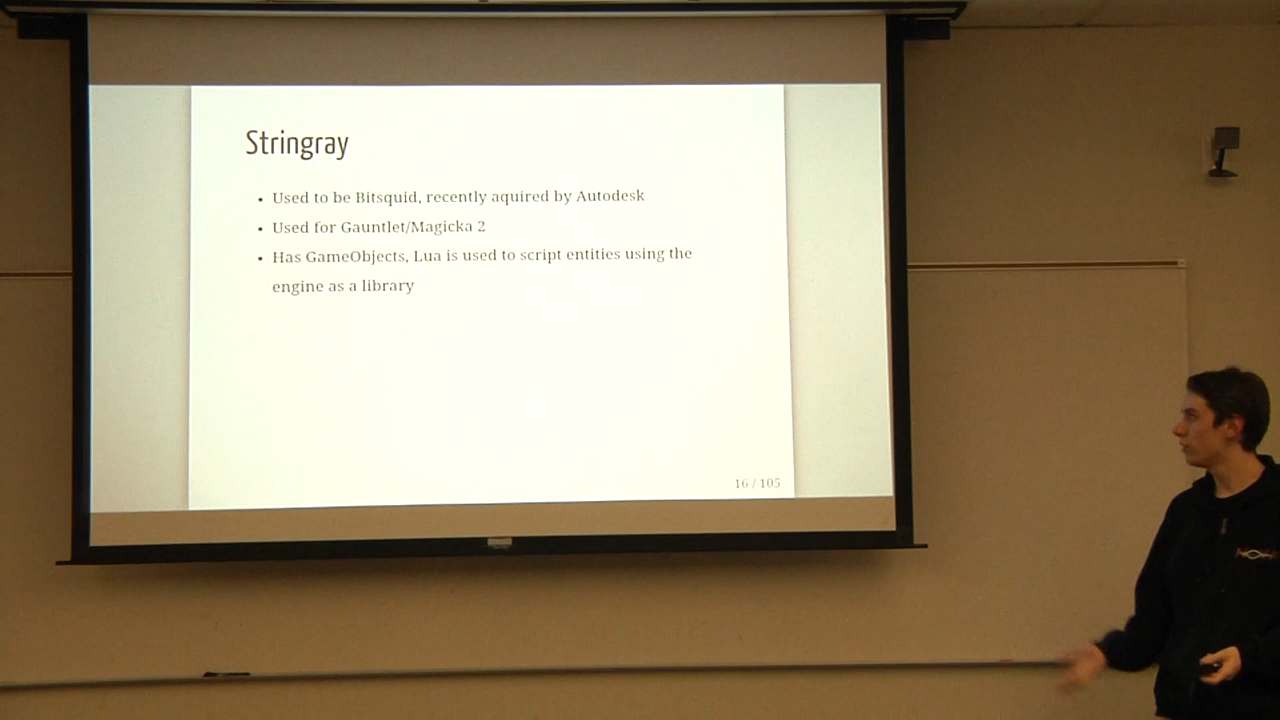 Stringray
• Used to be Bitsquid, recently aquired by Autodesk
• Used for Gauntlet/Magicka 2
• Has GameObjects, Lua is used to script entities using the
engine as a library
16 / 105